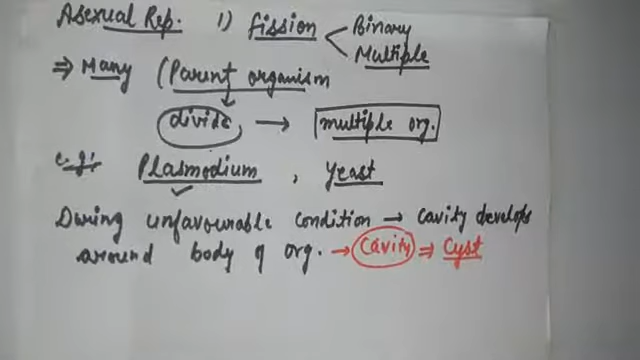 Asexual Rep. 1) fission < Binary
Multiple
⇒ Many (Parent organism
divide → multiple org.
e.g: Plasmodium, Yeast
During unfavourable condition → cavity develops
around body of org. → Cavity ⇒ Cyst